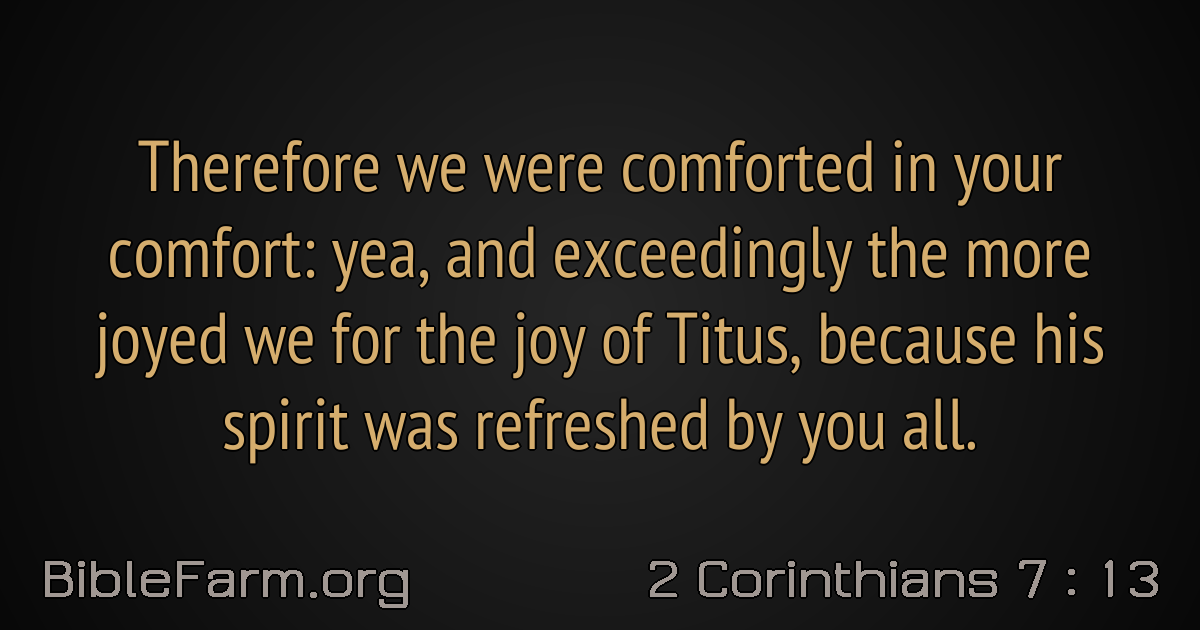 Therefore we were comforted in your
comfort: yea, and exceedingly the more
joyed we for the joy of Titus, because his
spirit was refreshed by you all.
BibleFarm.org
2 Corinthians 7 : 13